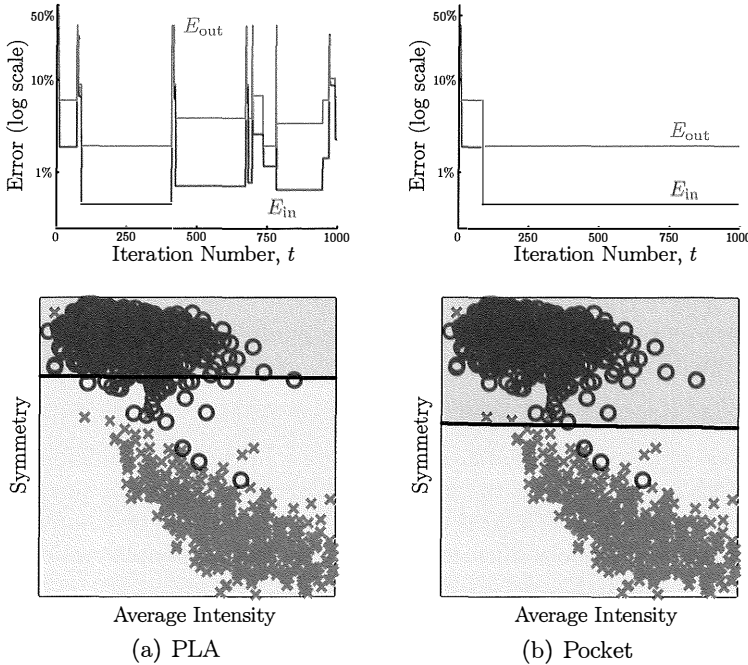 50%
10%
1%
Error (log scale)
E_out
E_in
0 250 500 750 1000
Iteration Number, t
50%
10%
1%
Error (log scale)
E_out
E_in
0 250 500 750 1000
Iteration Number, t
Symmetry
Average Intensity
(a) PLA
Symmetry
Average Intensity
(b) Pocket